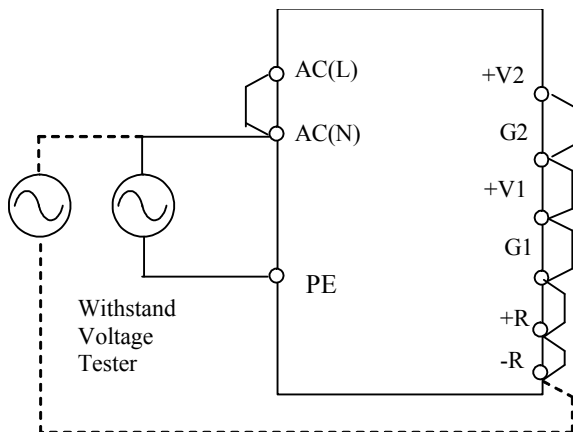 AC(L)
AC(N)
PE
Withstand
Voltage
Tester
+V2
G2
+V1
G1
+R
-R